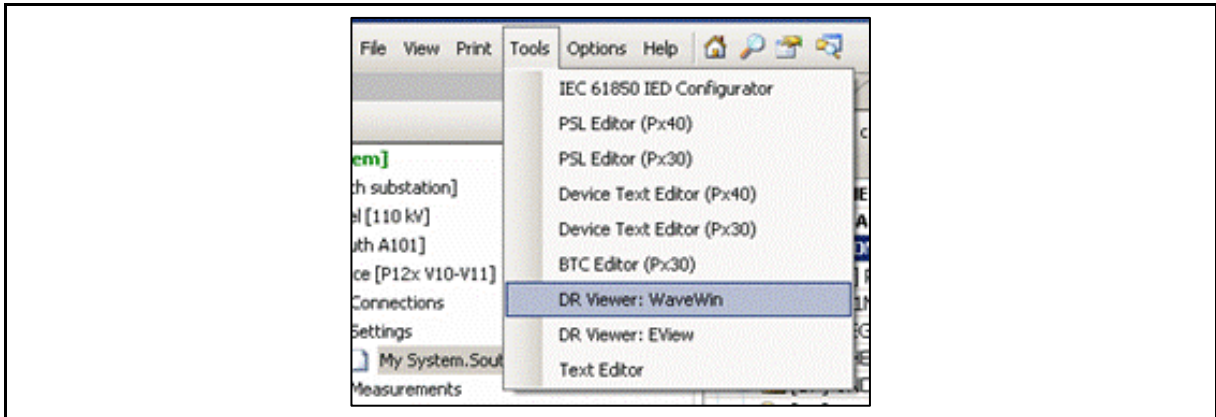 File View Print Tools Options Help
IEC 61850 IED Configurator
PSL Editor (Px40)
PSL Editor (Px30)
Device Text Editor (Px40)
Device Text Editor (Px30)
BTC Editor (Px30)
DR Viewer: WaveWin
DR Viewer: EView
Text Editor
em]
th substation]
el [110 kV]
uth A101]
ce [P12x V10-V11]
Connections
Settings
My System.Sout
Measurements